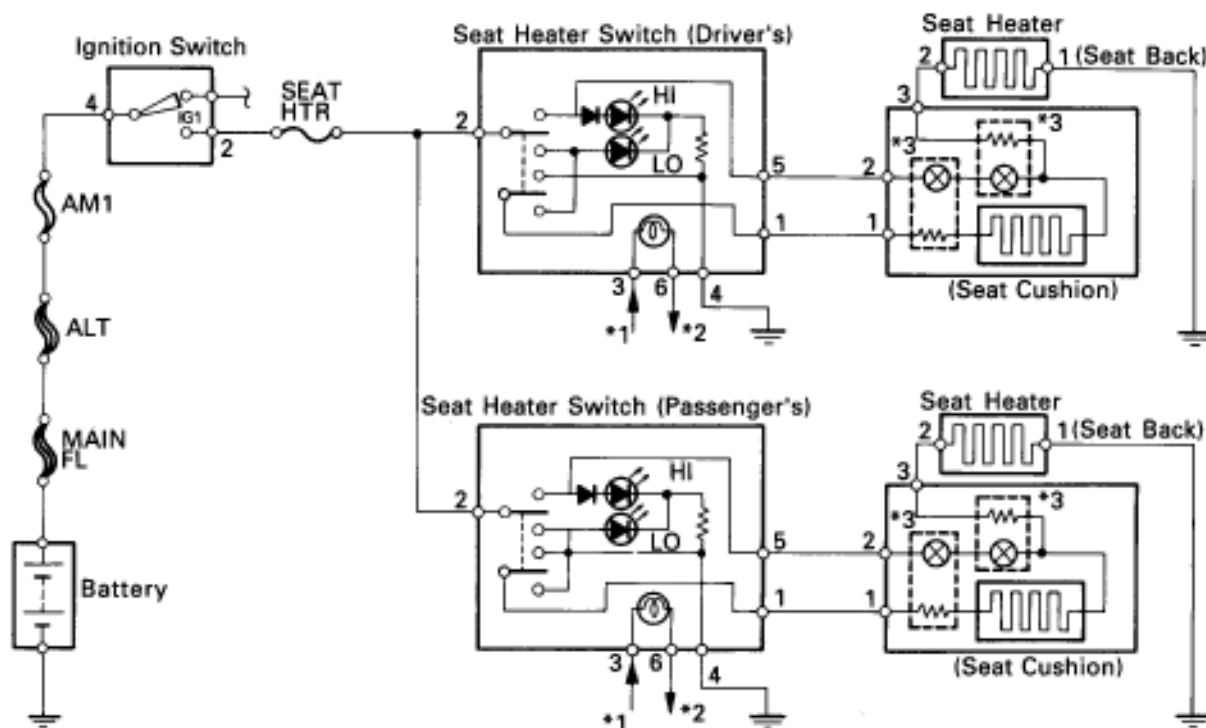 Ignition Switch
4
IG1
2
SEAT
HTR
AM1
ALT
MAIN
FL
Battery
Seat Heater Switch (Driver's)
2
HI
LO
5
1
3
6
4
*1
*2
Seat Heater
2
1 (Seat Back)
3
*3
*3
2
1
(Seat Cushion)
Seat Heater Switch (Passenger's)
2
HI
LO
5
1
3
6
4
*1
*2
Seat Heater
2
1 (Seat Back)
3
*3
*3
2
1
(Seat Cushion)